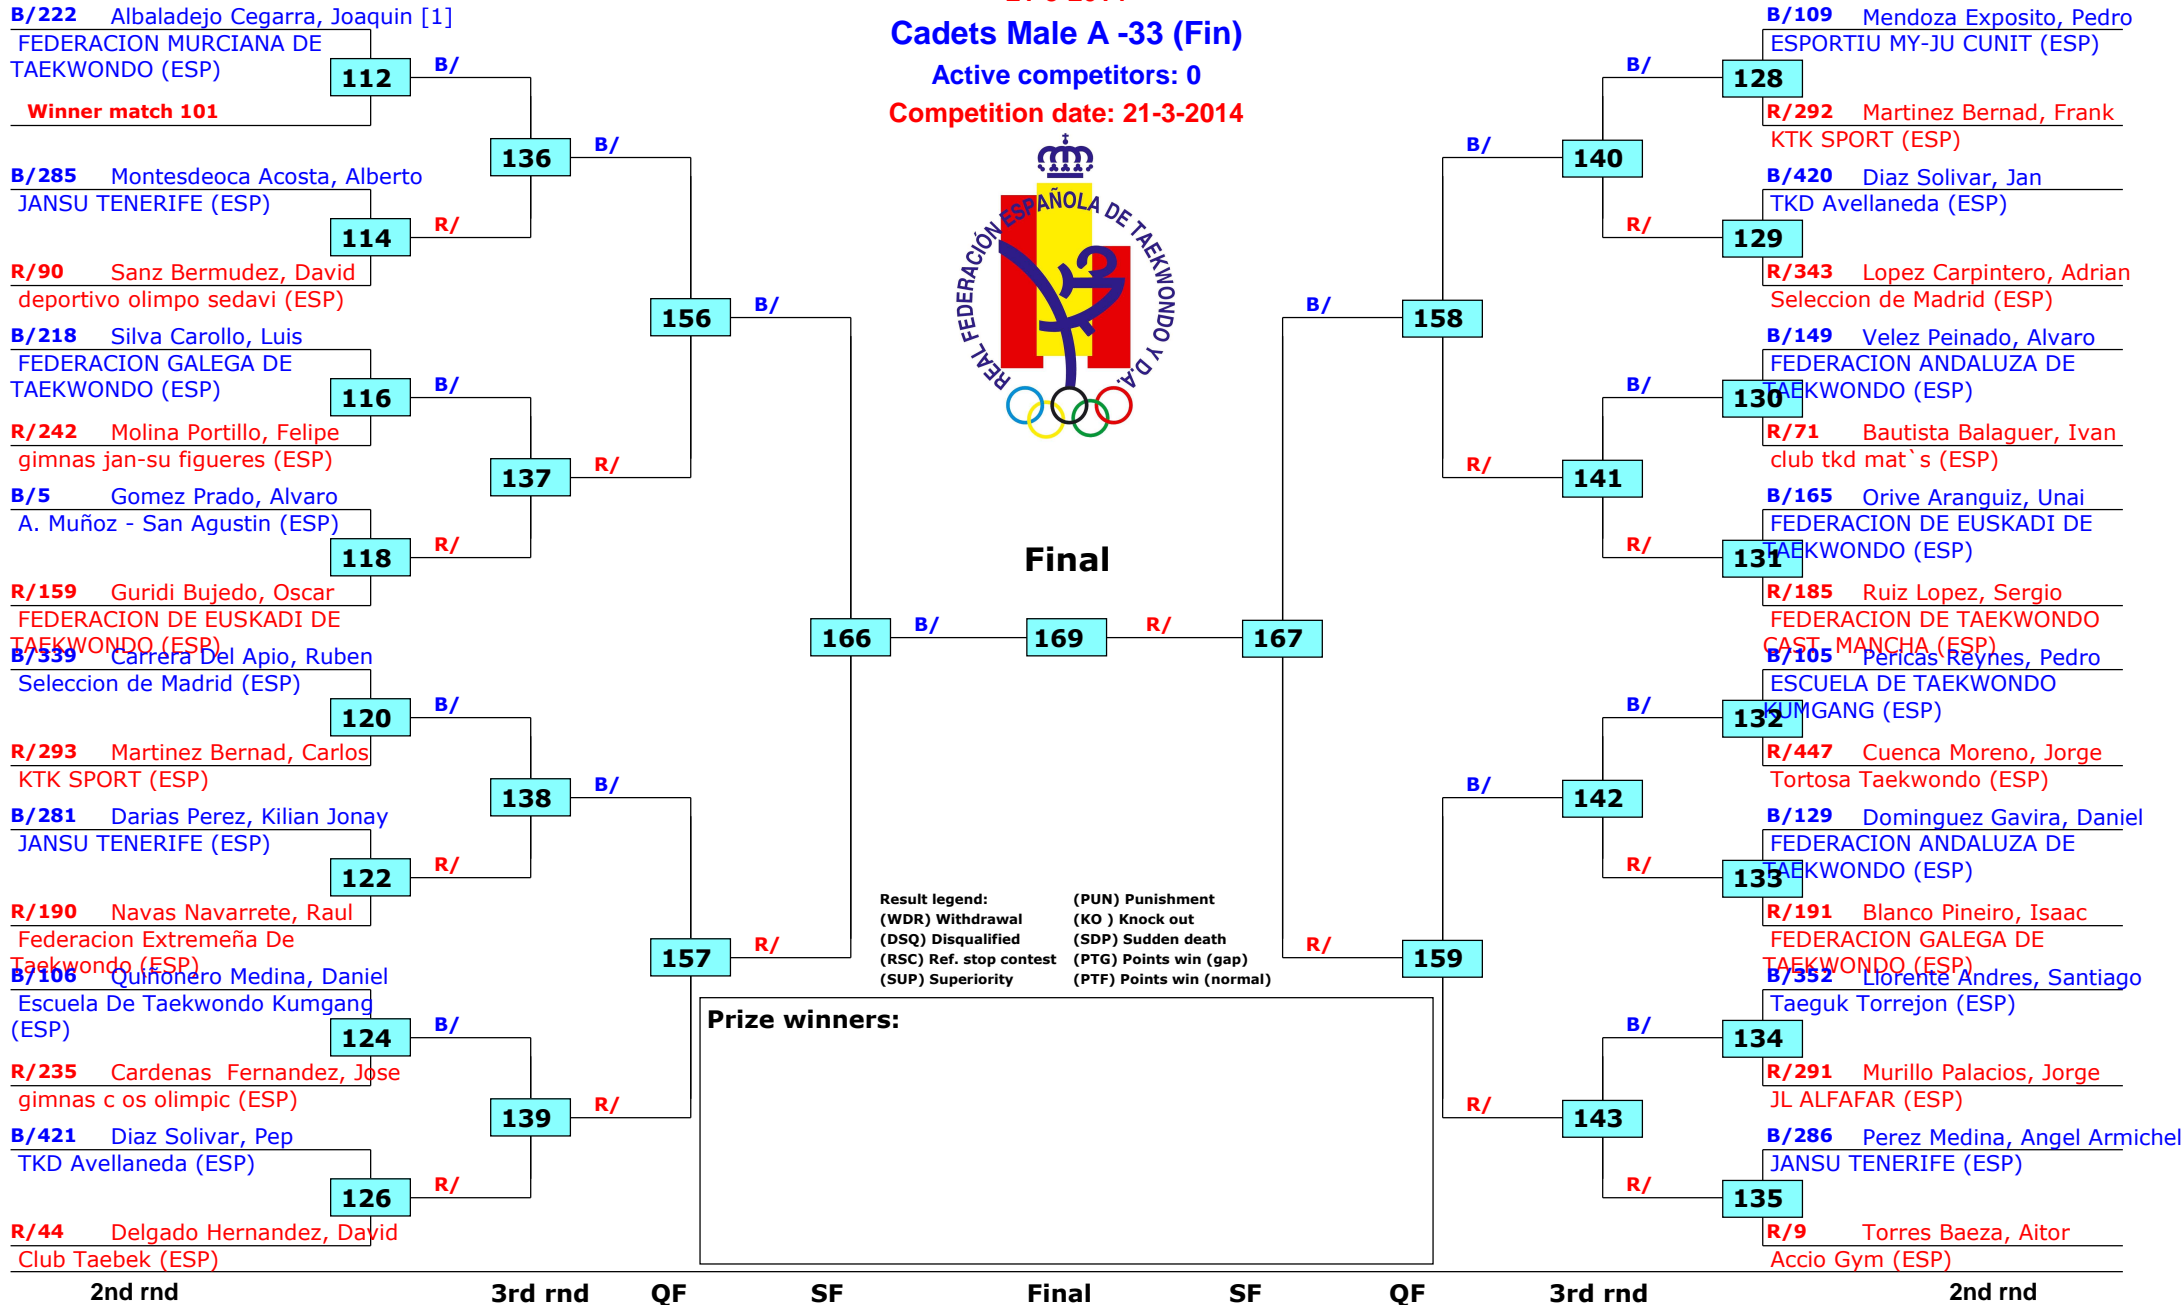 Cadets Male A -33 (Fin)
Active competitors: 0
Competition date: 21-3-2014
REAL FEDERACIÓN ESPAÑOLA DE TAEKWONDO Y D.A.
B/222 Albaladejo Cegarra, Joaquin [1]
FEDERACION MURCIANA DE
TAEKWONDO (ESP)
112
B/
Winner match 101
136
B/
B/285 Montesdeoca Acosta, Alberto
JANSU TENERIFE (ESP)
114
R/
R/90 Sanz Bermudez, David
deportivo olimpo sedavi (ESP)
156
B/
B/218 Silva Carollo, Luis
FEDERACION GALEGA DE
TAEKWONDO (ESP)
116
B/
R/242 Molina Portillo, Felipe
gimnas jan-su figueres (ESP)
137
R/
B/5 Gomez Prado, Alvaro
A. Muñoz - San Agustin (ESP)
118
R/
R/159 Guridi Bujedo, Oscar
FEDERACION DE EUSKADI DE
TAEKWONDO (ESP)
166
B/
B/339 Carrera Del Apio, Ruben
Seleccion de Madrid (ESP)
120
B/
R/293 Martinez Bernad, Carlos
KTK SPORT (ESP)
138
B/
B/281 Darias Perez, Kilian Jonay
JANSU TENERIFE (ESP)
122
R/
R/190 Navas Navarrete, Raul
Federacion Extremeña De
Taekwondo (ESP)
157
R/
B/106 Quiñonero Medina, Daniel
Escuela De Taekwondo Kumgang
(ESP)
124
B/
R/235 Cardenas  Fernandez, Jose
gimnas c os olimpic (ESP)
139
R/
B/421 Diaz Solivar, Pep
TKD Avellaneda (ESP)
126
R/
R/44 Delgado Hernandez, David
Club Taebek (ESP)
Final
169
R/
Result legend:
(WDR) Withdrawal
(DSQ) Disqualified
(RSC) Ref. stop contest
(SUP) Superiority
(PUN) Punishment
(KO ) Knock out
(SDP) Sudden death
(PTG) Points win (gap)
(PTF) Points win (normal)
Prize winners:
B/109 Mendoza Exposito, Pedro
ESPORTIU MY-JU CUNIT (ESP)
B/
128
R/292 Martinez Bernad, Frank
KTK SPORT (ESP)
B/
140
B/420 Diaz Solivar, Jan
TKD Avellaneda (ESP)
R/
129
R/343 Lopez Carpintero, Adrian
Seleccion de Madrid (ESP)
B/
158
B/149 Velez Peinado, Alvaro
FEDERACION ANDALUZA DE
TAEKWONDO (ESP)
B/
130
R/71 Bautista Balaguer, Ivan
club tkd mat`s (ESP)
R/
141
B/165 Orive Aranguiz, Unai
FEDERACION DE EUSKADI DE
TAEKWONDO (ESP)
R/
131
R/185 Ruiz Lopez, Sergio
FEDERACION DE TAEKWONDO
CAST- MANCHA (ESP)
167
B/105 Pericas Reynes, Pedro
ESCUELA DE TAEKWONDO
KUMGANG (ESP)
B/
132
R/447 Cuenca Moreno, Jorge
Tortosa Taekwondo (ESP)
B/
142
B/129 Dominguez Gavira, Daniel
FEDERACION ANDALUZA DE
TAEKWONDO (ESP)
R/
133
R/191 Blanco Pineiro, Isaac
FEDERACION GALEGA DE
TAEKWONDO (ESP)
R/
159
B/352 Llorente Andres, Santiago
Taeguk Torrejon (ESP)
B/
134
R/291 Murillo Palacios, Jorge
JL ALFAFAR (ESP)
R/
143
B/286 Perez Medina, Angel Armichel
JANSU TENERIFE (ESP)
R/
135
R/9 Torres Baeza, Aitor
Accio Gym (ESP)
2nd rnd 3rd rnd QF SF Final SF QF 3rd rnd 2nd rnd